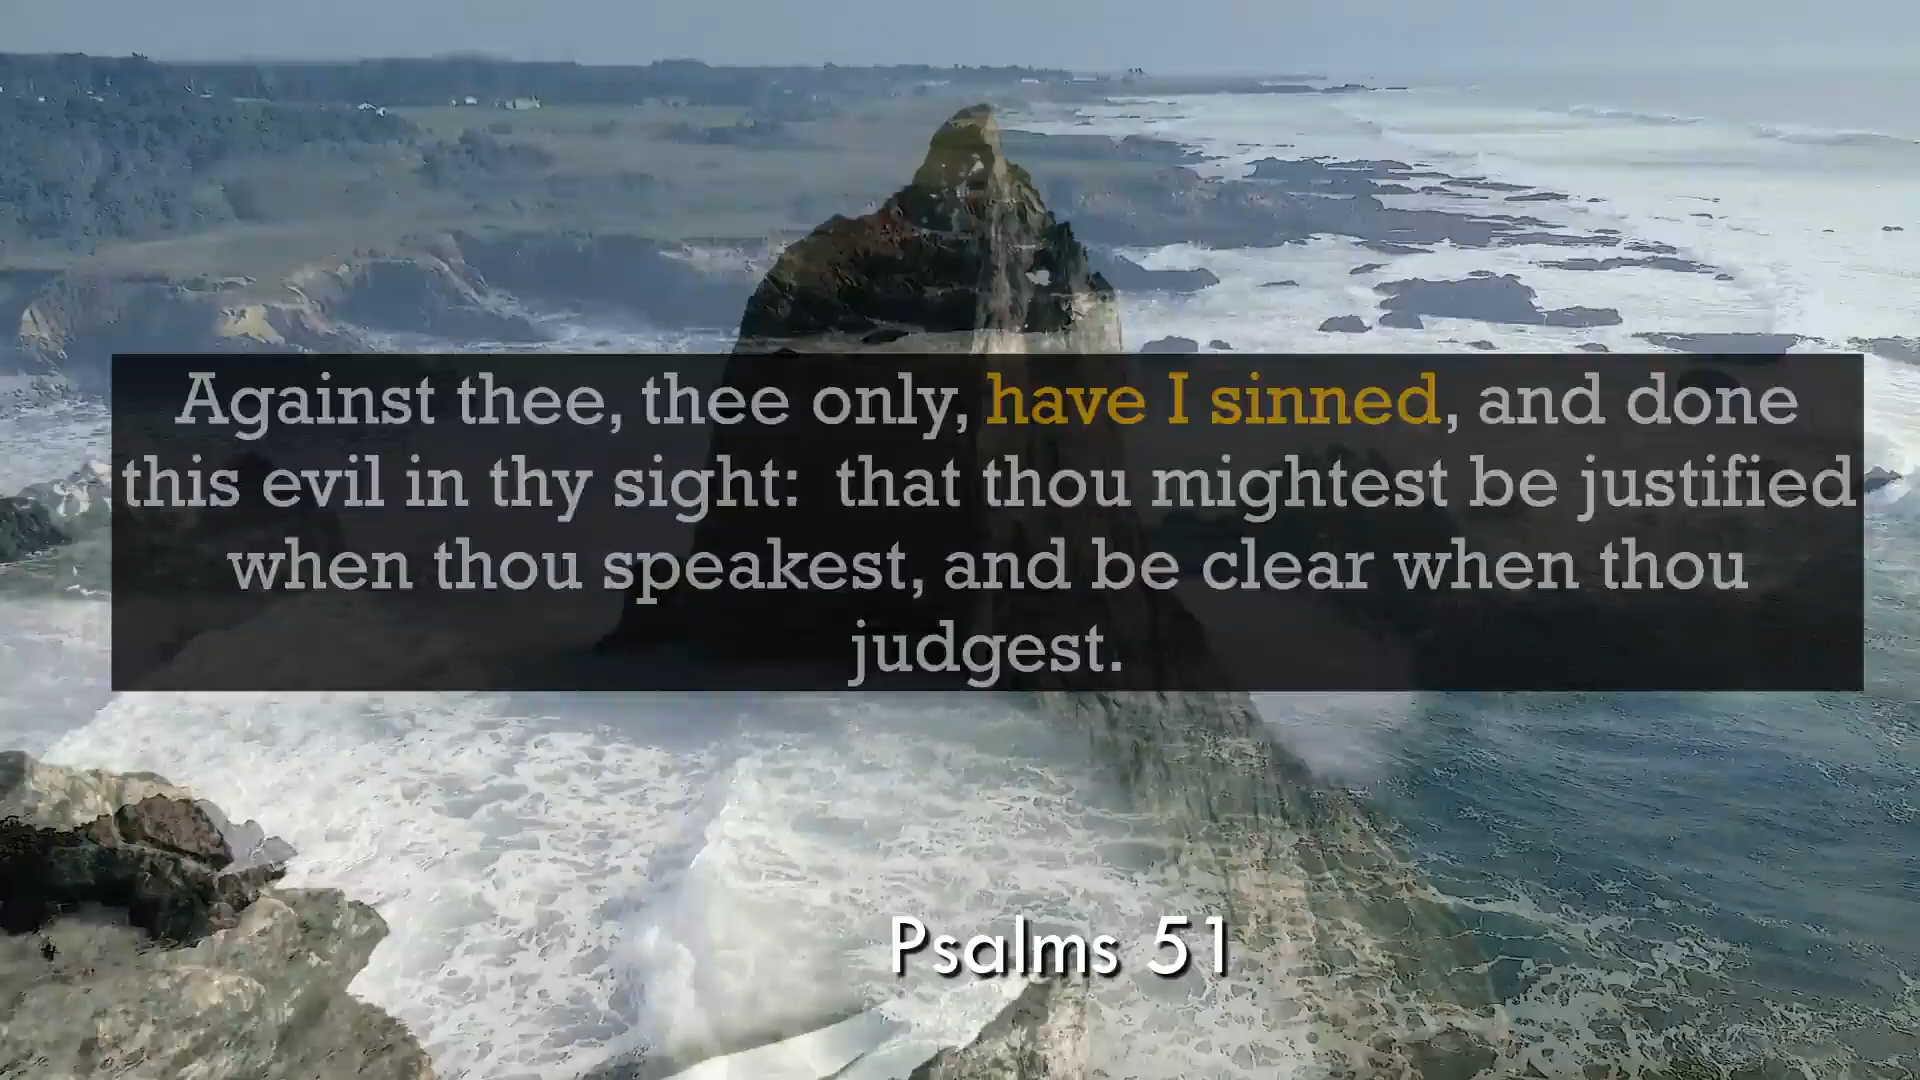 Against thee, thee only, have I sinned, and done
this evil in thy sight:  that thou mightest be justified
when thou speakest, and be clear when thou
judgest.
Psalms 51